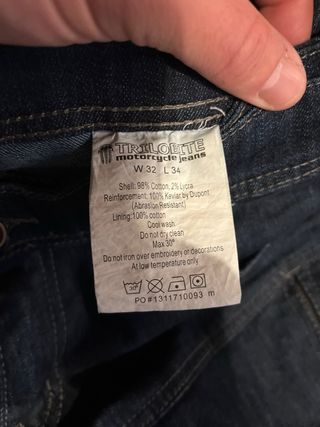 TRILOBITE
motorcycle jeans
W 32 L 34
Shell: 98% Cotton, 2% Lycra
Reinforcement: 100% Kevlar by Dupont
(Abrasion Resistant)
Lining:100% cotton
Cool wash
Do not dry clean
Max 30°
Do not iron over embroidery or decorations
At low temperature only
30°
PO#1311710093 m